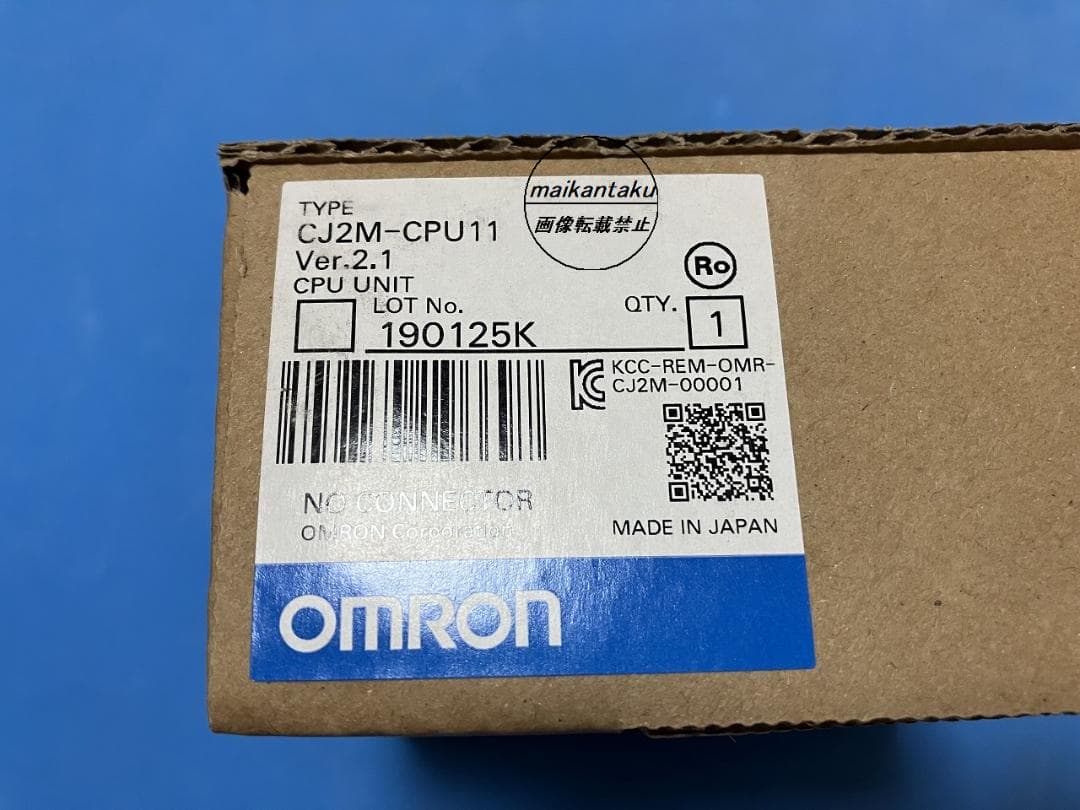 maikantaku
画像転載禁止
TYPE
CJ2M-CPU11
Ver.2.1
CPU UNIT
Ro
LOT No.
190125K
QTY.
1
KCC-REM-OMR-
CJ2M-00001
NO CONNECTOR
OMRON Corporation
MADE IN JAPAN
OMRON